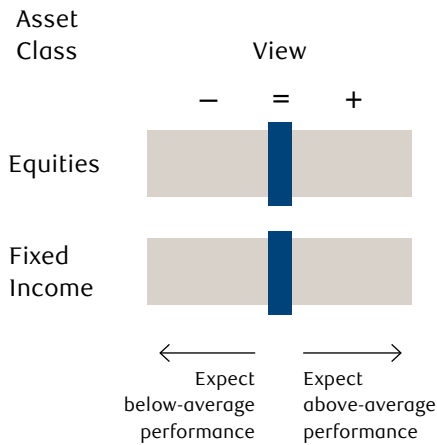 Asset
Class
View
− = +
Equities
Fixed
Income
Expect
below-average
performance
Expect
above-average
performance